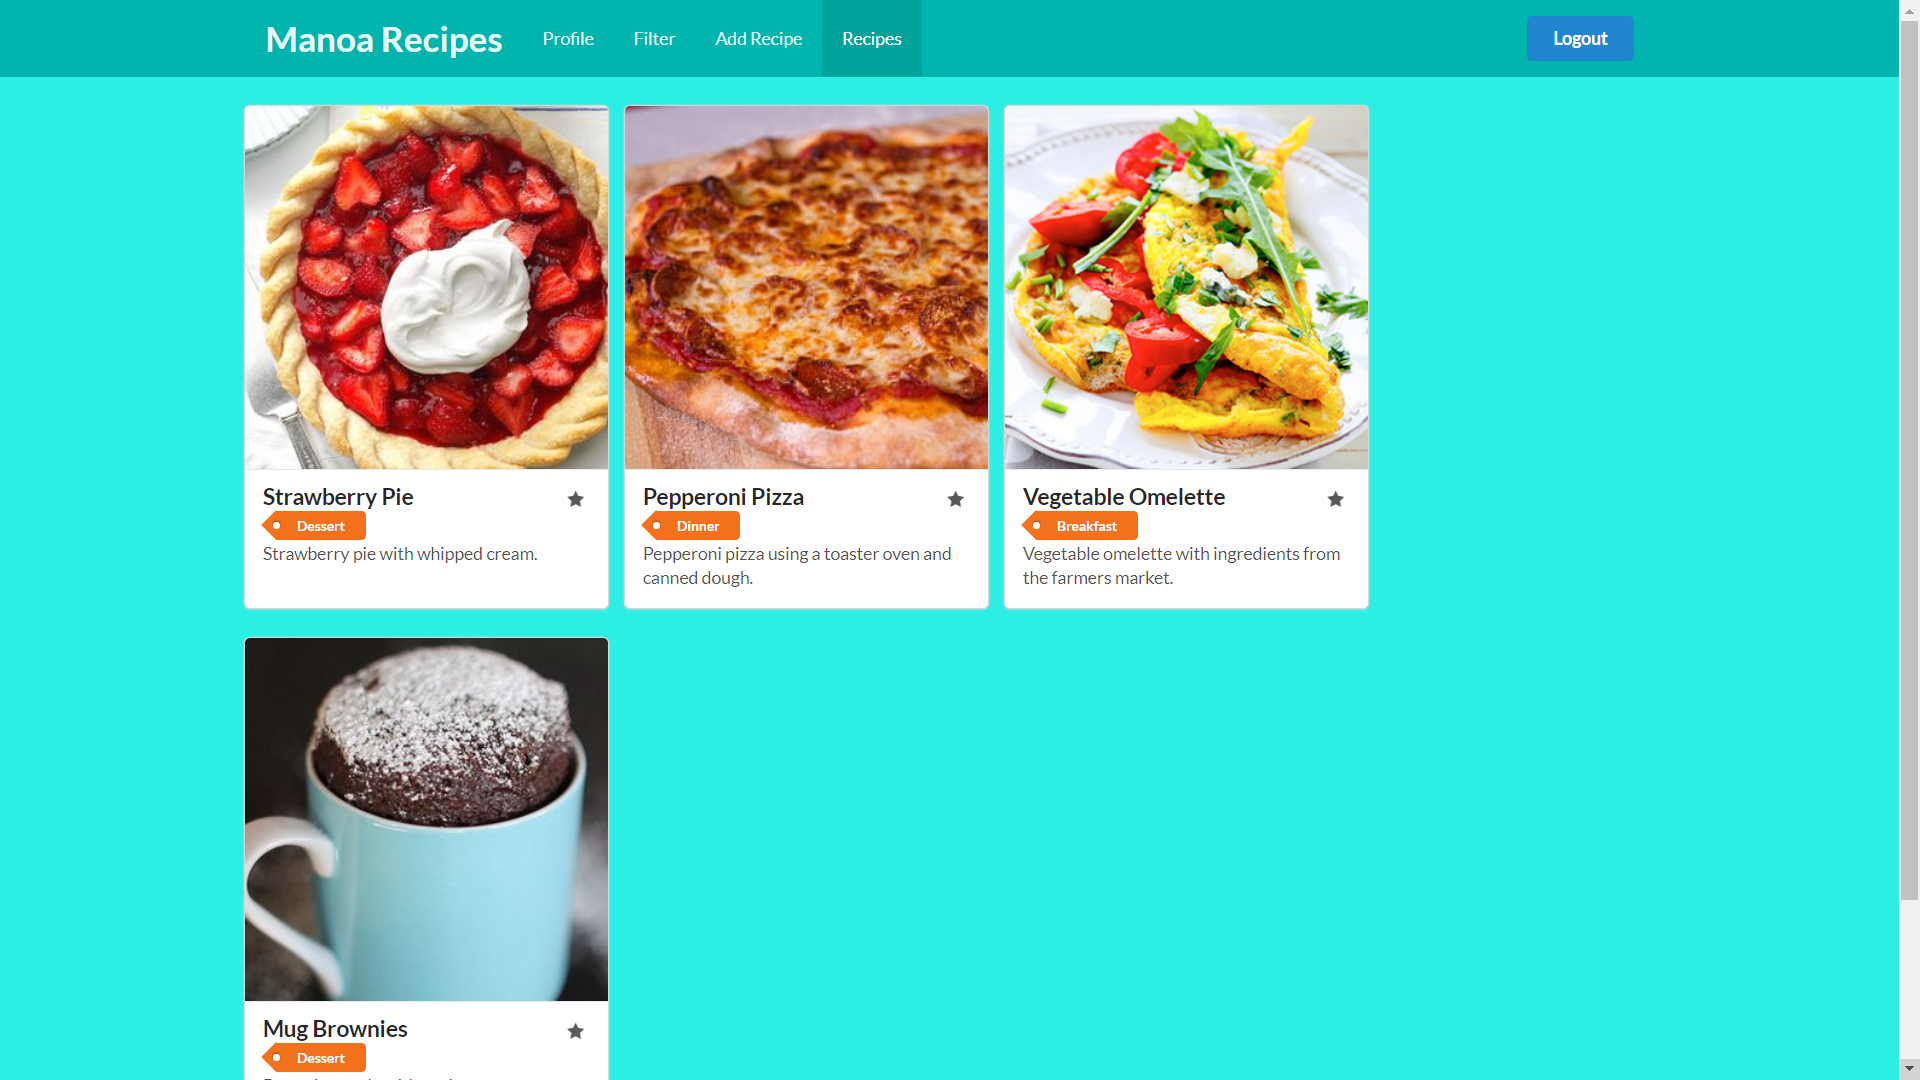 Manoa Recipes Profile Filter Add Recipe Recipes Logout
Strawberry Pie
Dessert
Strawberry pie with whipped cream.
Pepperoni Pizza
Dinner
Pepperoni pizza using a toaster oven and
canned dough.
Vegetable Omelette
Breakfast
Vegetable omelette with ingredients from
the farmers market.
Mug Brownies
Dessert